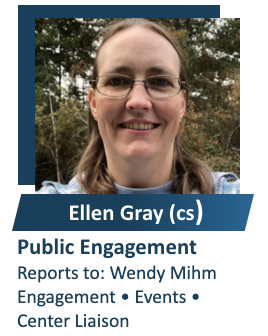 Ellen Gray (cs)
Public Engagement
Reports to: Wendy Mihm
Engagement • Events •
Center Liaison